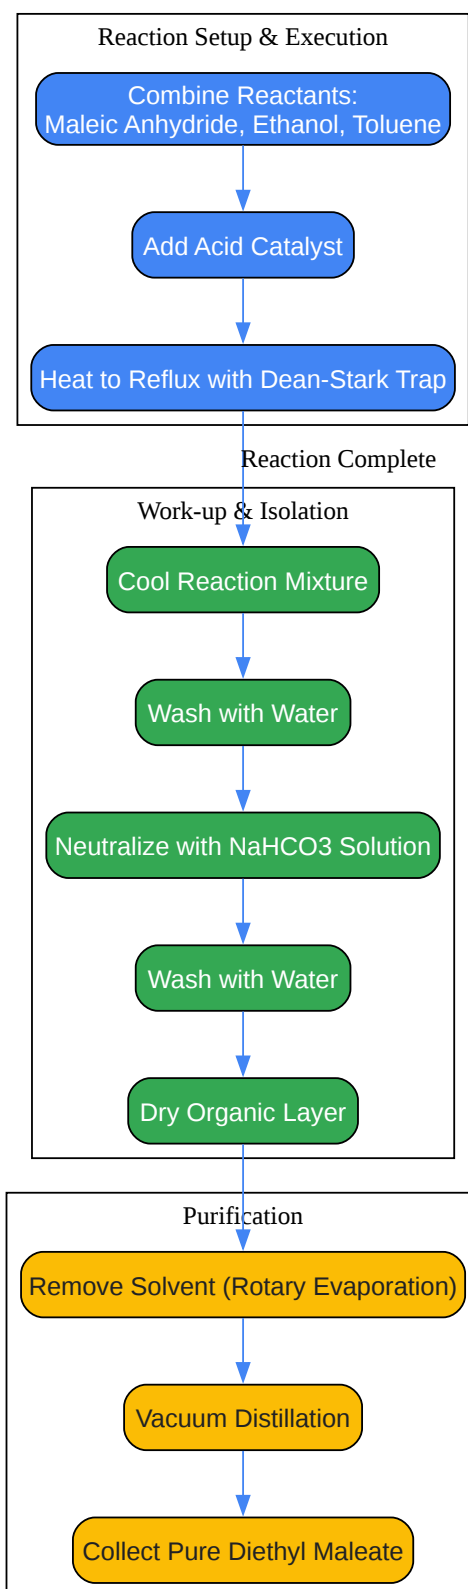 Reaction Setup & Execution
Combine Reactants:
Maleic Anhydride, Ethanol, Toluene
Add Acid Catalyst
Heat to Reflux with Dean-Stark Trap
Reaction Complete
Work-up & Isolation
Cool Reaction Mixture
Wash with Water
Neutralize with NaHCO3 Solution
Wash with Water
Dry Organic Layer
Purification
Remove Solvent (Rotary Evaporation)
Vacuum Distillation
Collect Pure Diethyl Maleate